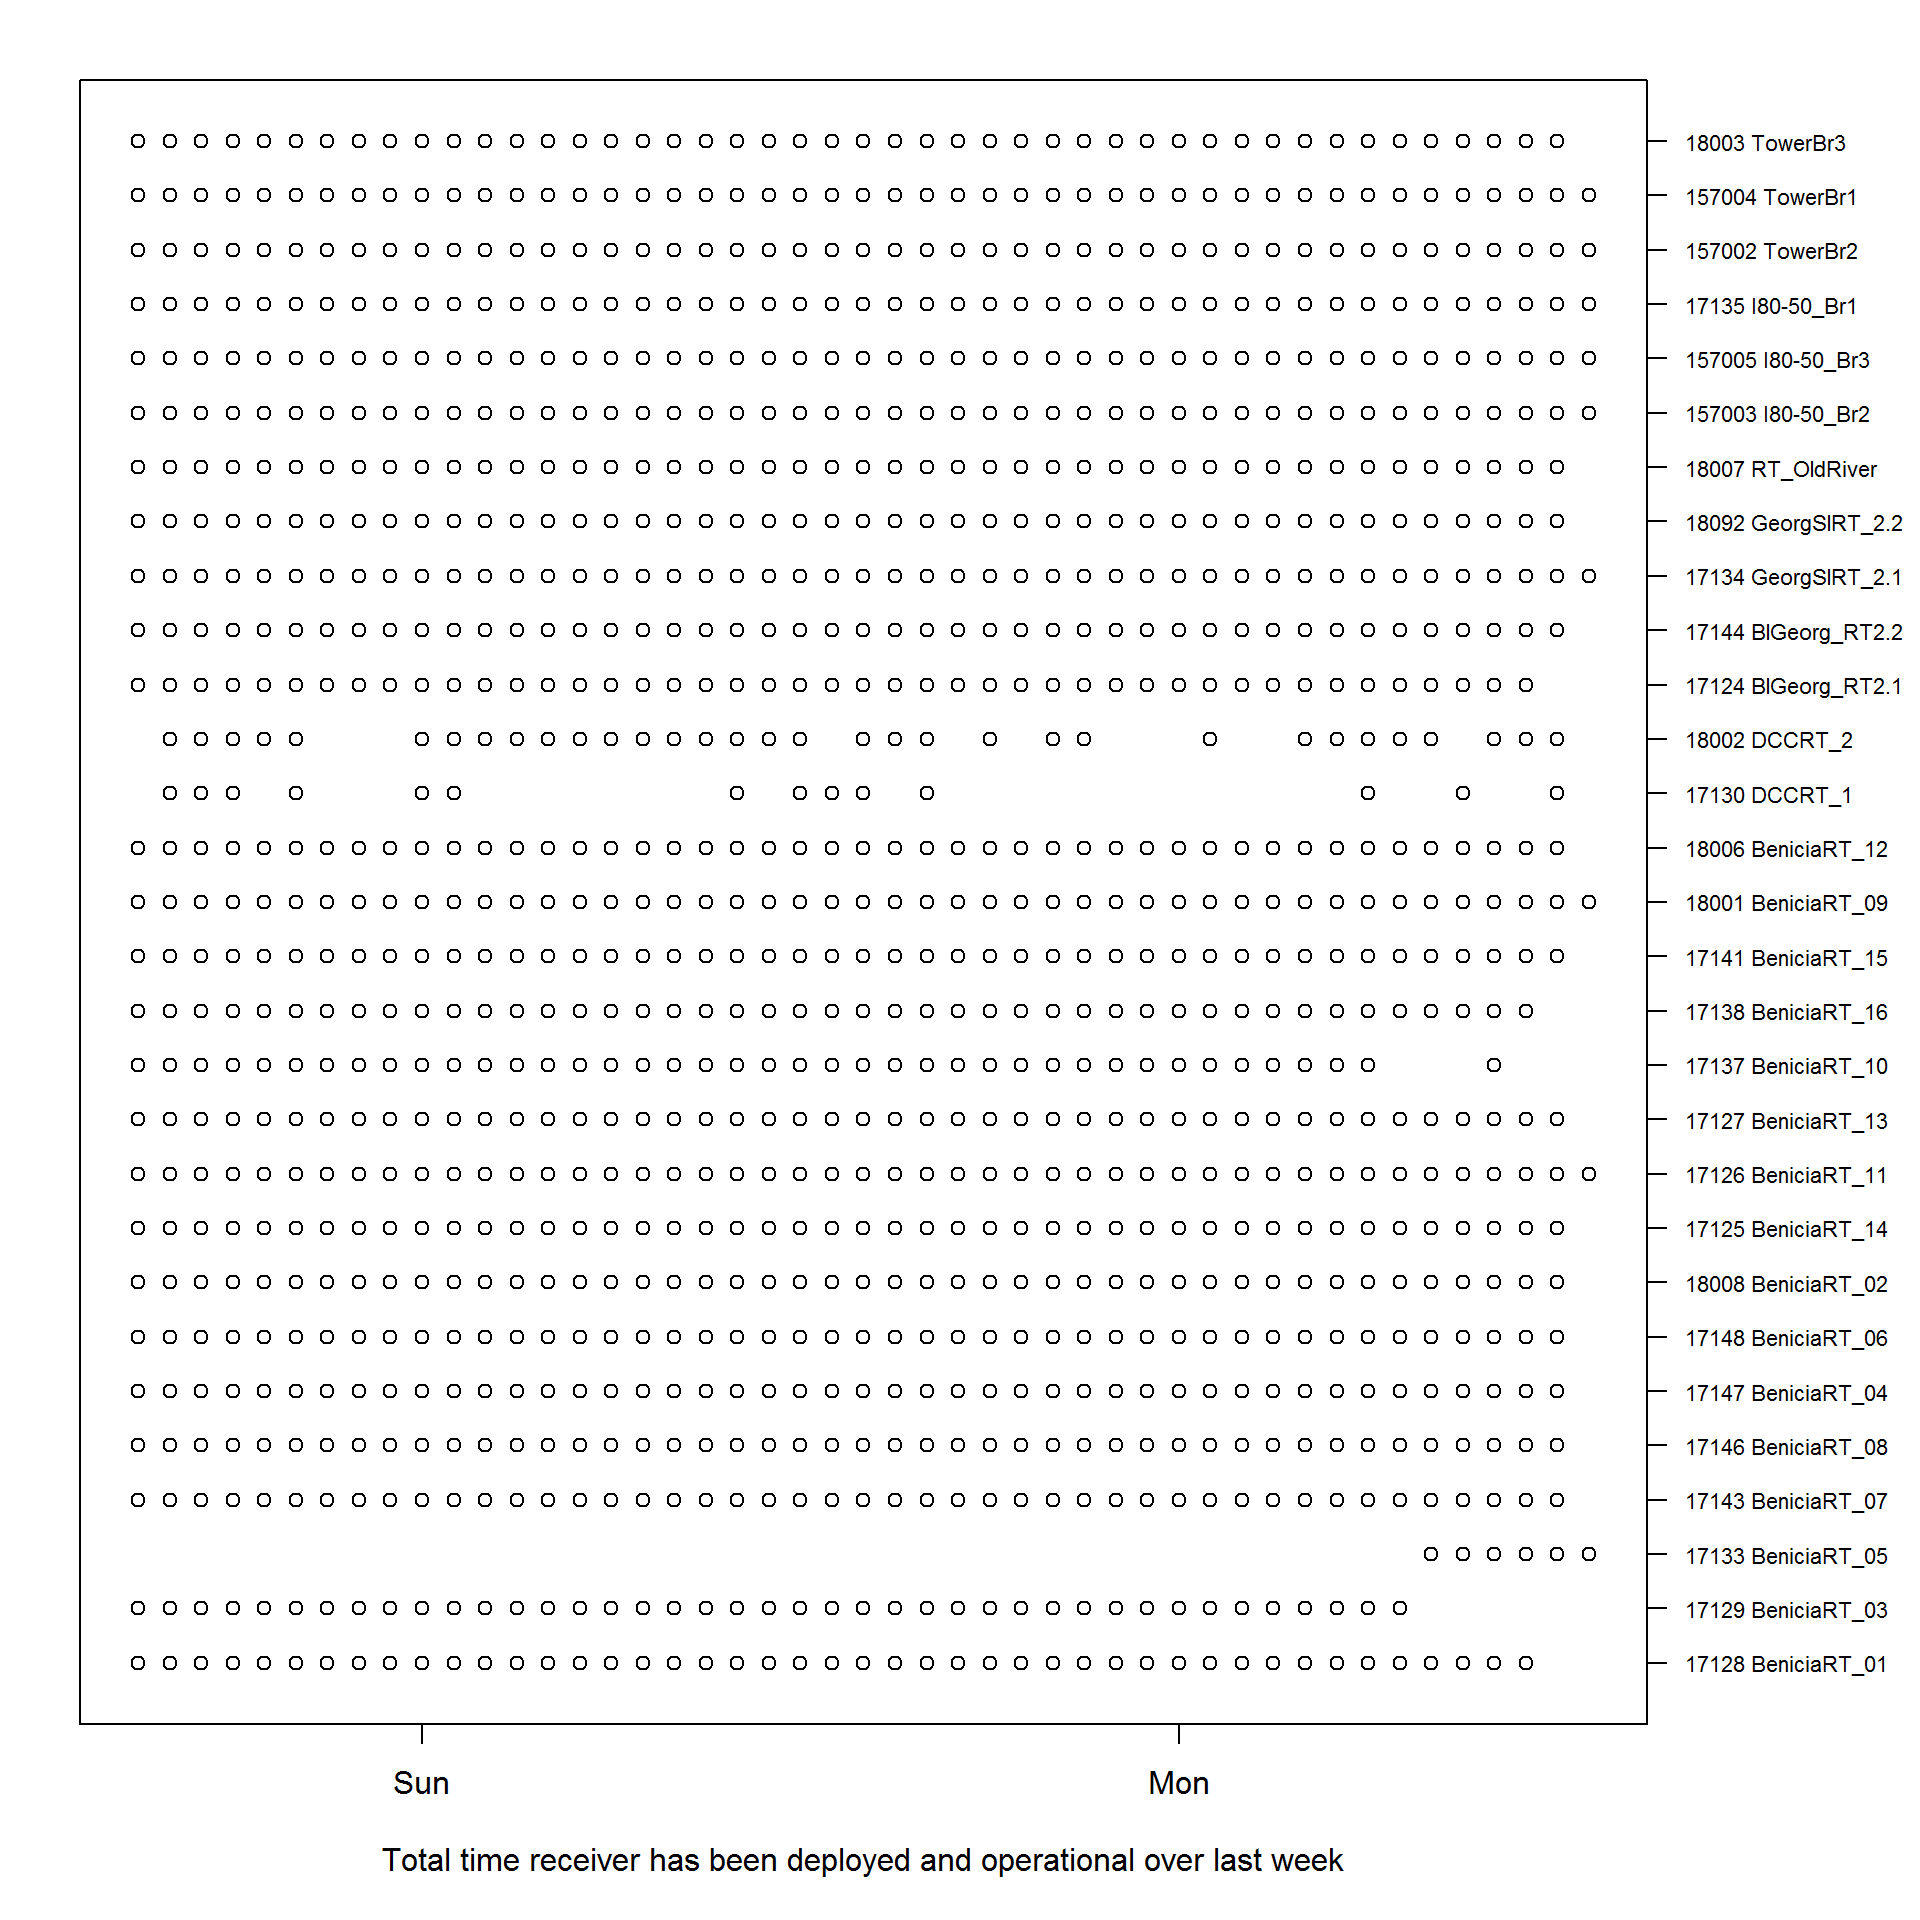 18003 TowerBr3
157004 TowerBr1
157002 TowerBr2
17135 I80-50_Br1
157005 I80-50_Br3
157003 I80-50_Br2
18007 RT_OldRiver
18092 GeorgSlRT_2.2
17134 GeorgSlRT_2.1
17144 BlGeorg_RT2.2
17124 BlGeorg_RT2.1
18002 DCCRT_2
17130 DCCRT_1
18006 BeniciaRT_12
18001 BeniciaRT_09
17141 BeniciaRT_15
17138 BeniciaRT_16
17137 BeniciaRT_10
17127 BeniciaRT_13
17126 BeniciaRT_11
17125 BeniciaRT_14
18008 BeniciaRT_02
17148 BeniciaRT_06
17147 BeniciaRT_04
17146 BeniciaRT_08
17143 BeniciaRT_07
17133 BeniciaRT_05
17129 BeniciaRT_03
17128 BeniciaRT_01
Sun Mon
Total time receiver has been deployed and operational over last week